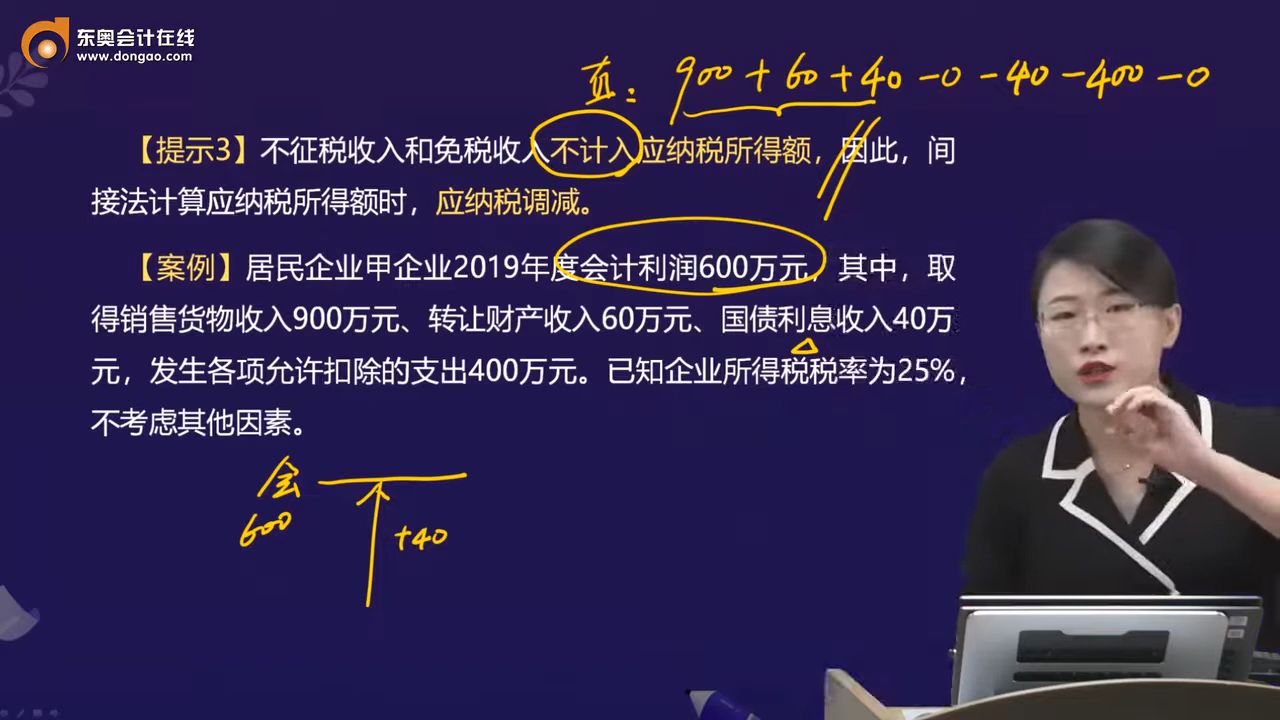 东奥会计在线
www.dongao.com
直: 900+60+40-0-40-400-0
【提示3】不征税收入和免税收入不计入应纳税所得额，因此，间
接法计算应纳税所得额时，应纳税调减。
【案例】居民企业甲企业2019年度会计利润600万元，其中，取
得销售货物收入900万元、转让财产收入60万元、国债利息收入40万
元，发生各项允许扣除的支出400万元。已知企业所得税税率为25%，
不考虑其他因素。
会
600
+40